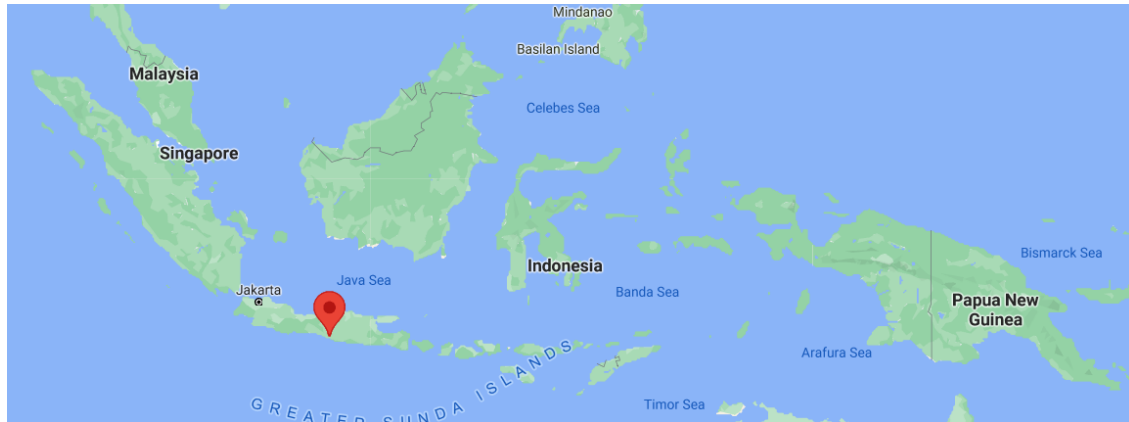 Mindanao
Basilan Island
Malaysia
Celebes Sea
Singapore
Bismarck Sea
Indonesia
Java Sea
Jakarta
Banda Sea
Papua New
Guinea
Arafura Sea
GREATER SUNDA ISLANDS
Timor Sea